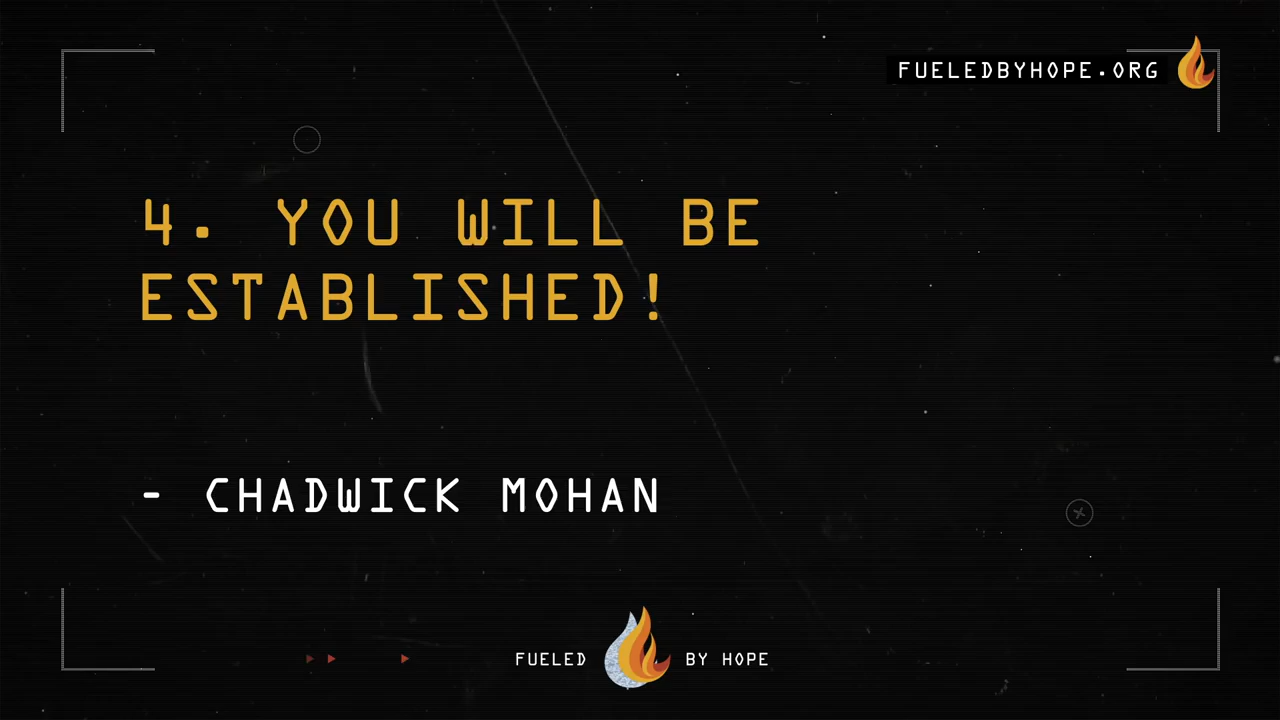 FUELEDBYHOPE.ORG
4. YOU WILL BE
ESTABLISHED!
- CHADWICK MOHAN
FUELED BY HOPE